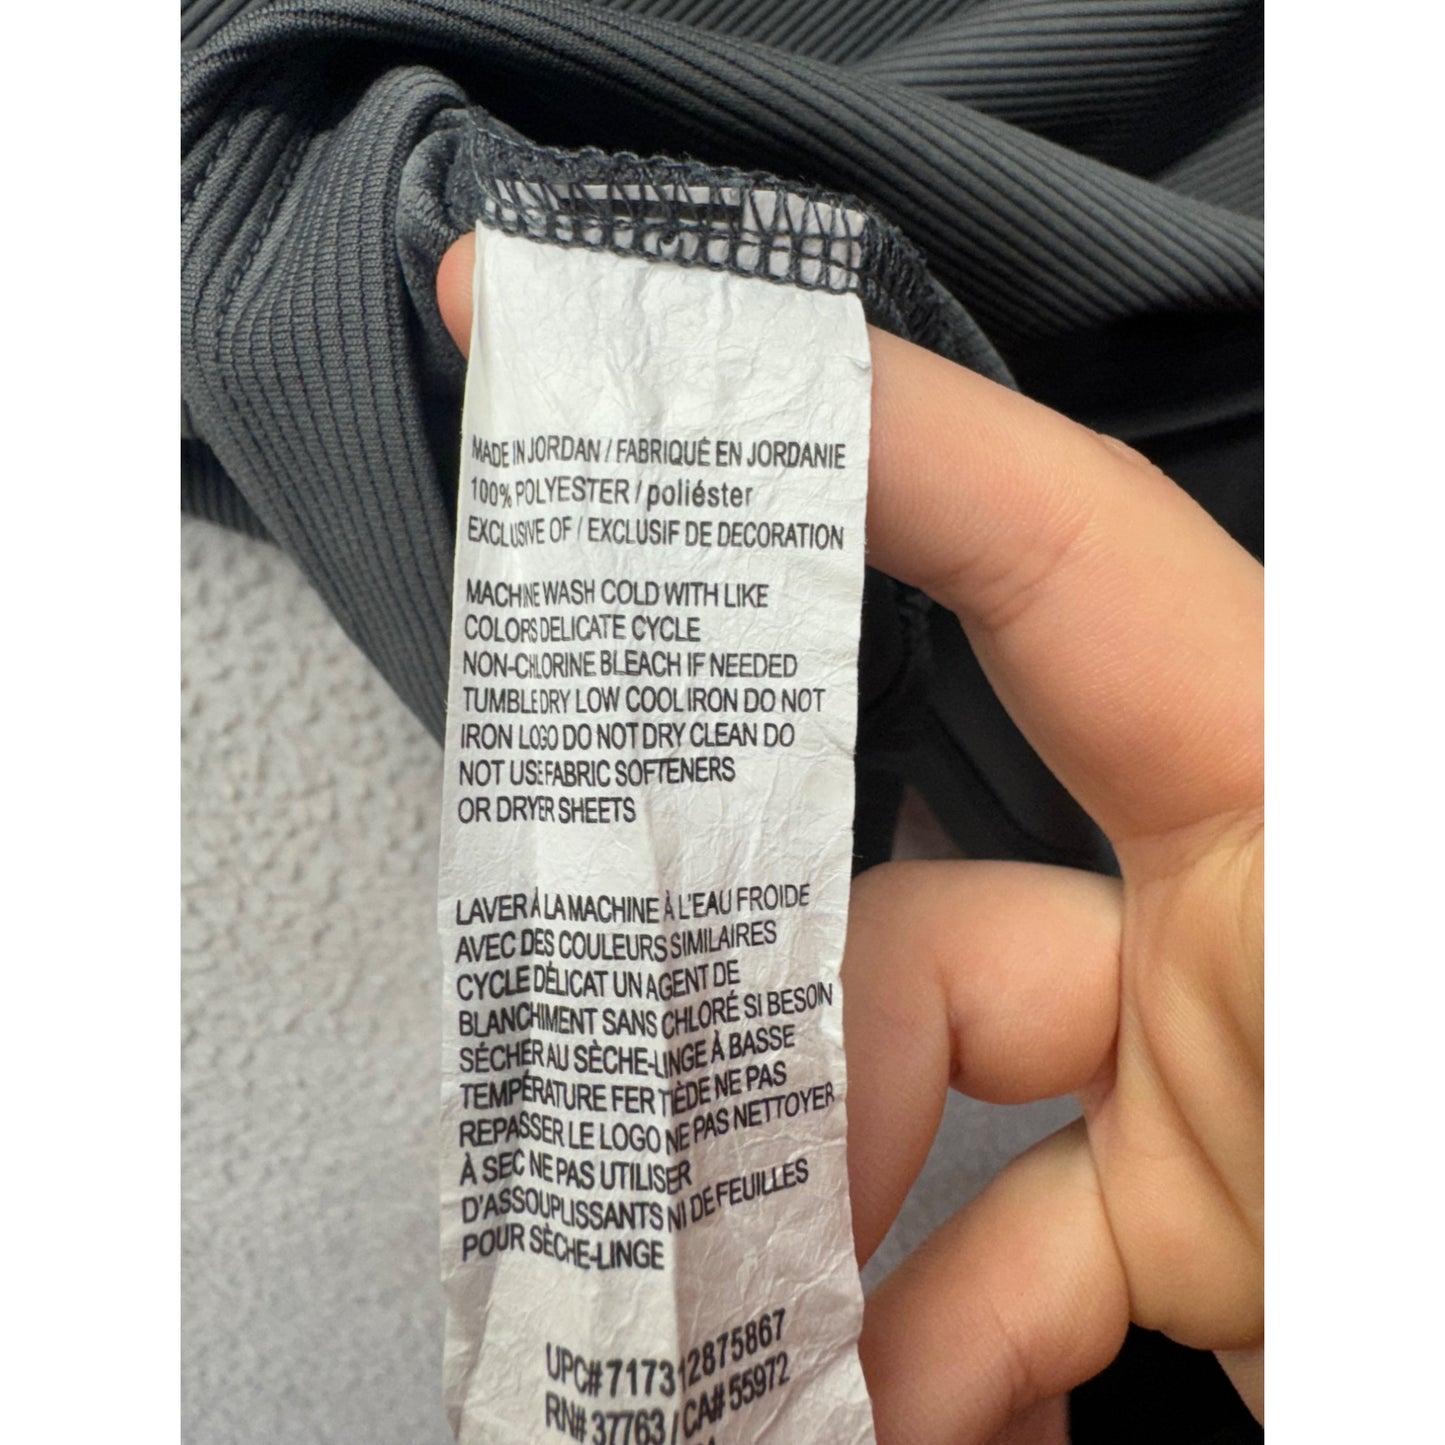 MADE IN JORDAN / FABRIQUÉ EN JORDANIE
100% POLYESTER / poliéster
EXCLUSIVE OF / EXCLUSIF DE DECORATION
MACHINE WASH COLD WITH LIKE
COLORS DELICATE CYCLE
NON-CHLORINE BLEACH IF NEEDED
TUMBLE DRY LOW COOL IRON DO NOT
IRON LOGO DO NOT DRY CLEAN DO
NOT USE FABRIC SOFTENERS
OR DRYER SHEETS
LAVER À LA MACHINE À L'EAU FROIDE
AVEC DES COULEURS SIMILAIRES
CYCLE DÉLICAT UN AGENT DE
BLANCHIMENT SANS CHLORÉ SI BESOIN
SÉCHER AU SÈCHE-LINGE À BASSE
TEMPÉRATURE FER TIÈDE NE PAS
REPASSER LE LOGO NE PAS NETTOYER
À SEC NE PAS UTILISER
D'ASSOUPLISSANTS NI DE FEUILLES
POUR SÈCHE-LINGE
UPC# 717312875867
RN# 37763 / CA# 55972